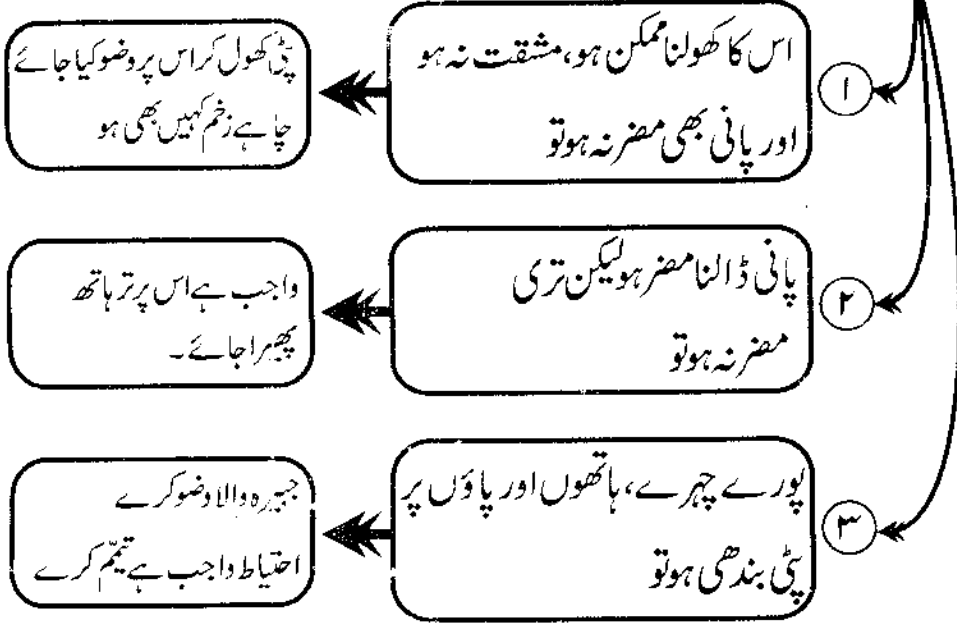 ۱
اس کا کھولنا ممکن ہو، مشقت نہ ہو
اور پانی بھی مضر نہ ہو تو
پٹی کھول کر اس پر وضو کیا جائے
چاہے زخم کہیں بھی ہو
۲
پانی ڈالنا مضر ہو لیکن تری
مضر نہ ہو تو
واجب ہے اس پر تر ہاتھ
پھیرا جائے۔
۳
پورے چہرے، ہاتھوں اور پاؤں پر
پٹی بندھی ہو تو
جبیرہ والا وضو کرے
احتیاط واجب ہے تیمّم کرے